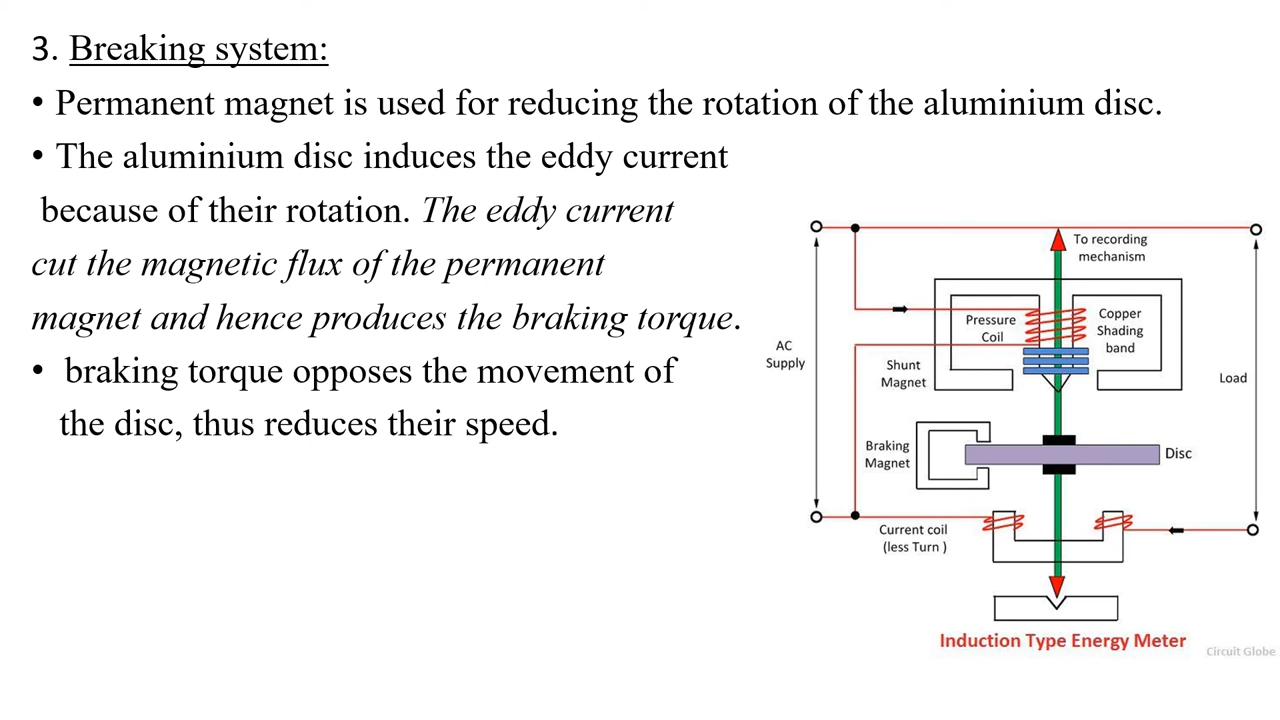 3. Breaking system:
• Permanent magnet is used for reducing the rotation of the aluminium disc.
• The aluminium disc induces the eddy current
because of their rotation. The eddy current
cut the magnetic flux of the permanent
magnet and hence produces the braking torque.
• braking torque opposes the movement of
the disc, thus reduces their speed.
To recording
mechanism
Pressure
Coil
Copper
Shading
band
AC
Supply
Shunt
Magnet
Load
Braking
Magnet
Disc
Current coil
(less Turn )
Induction Type Energy Meter
Circuit Globe